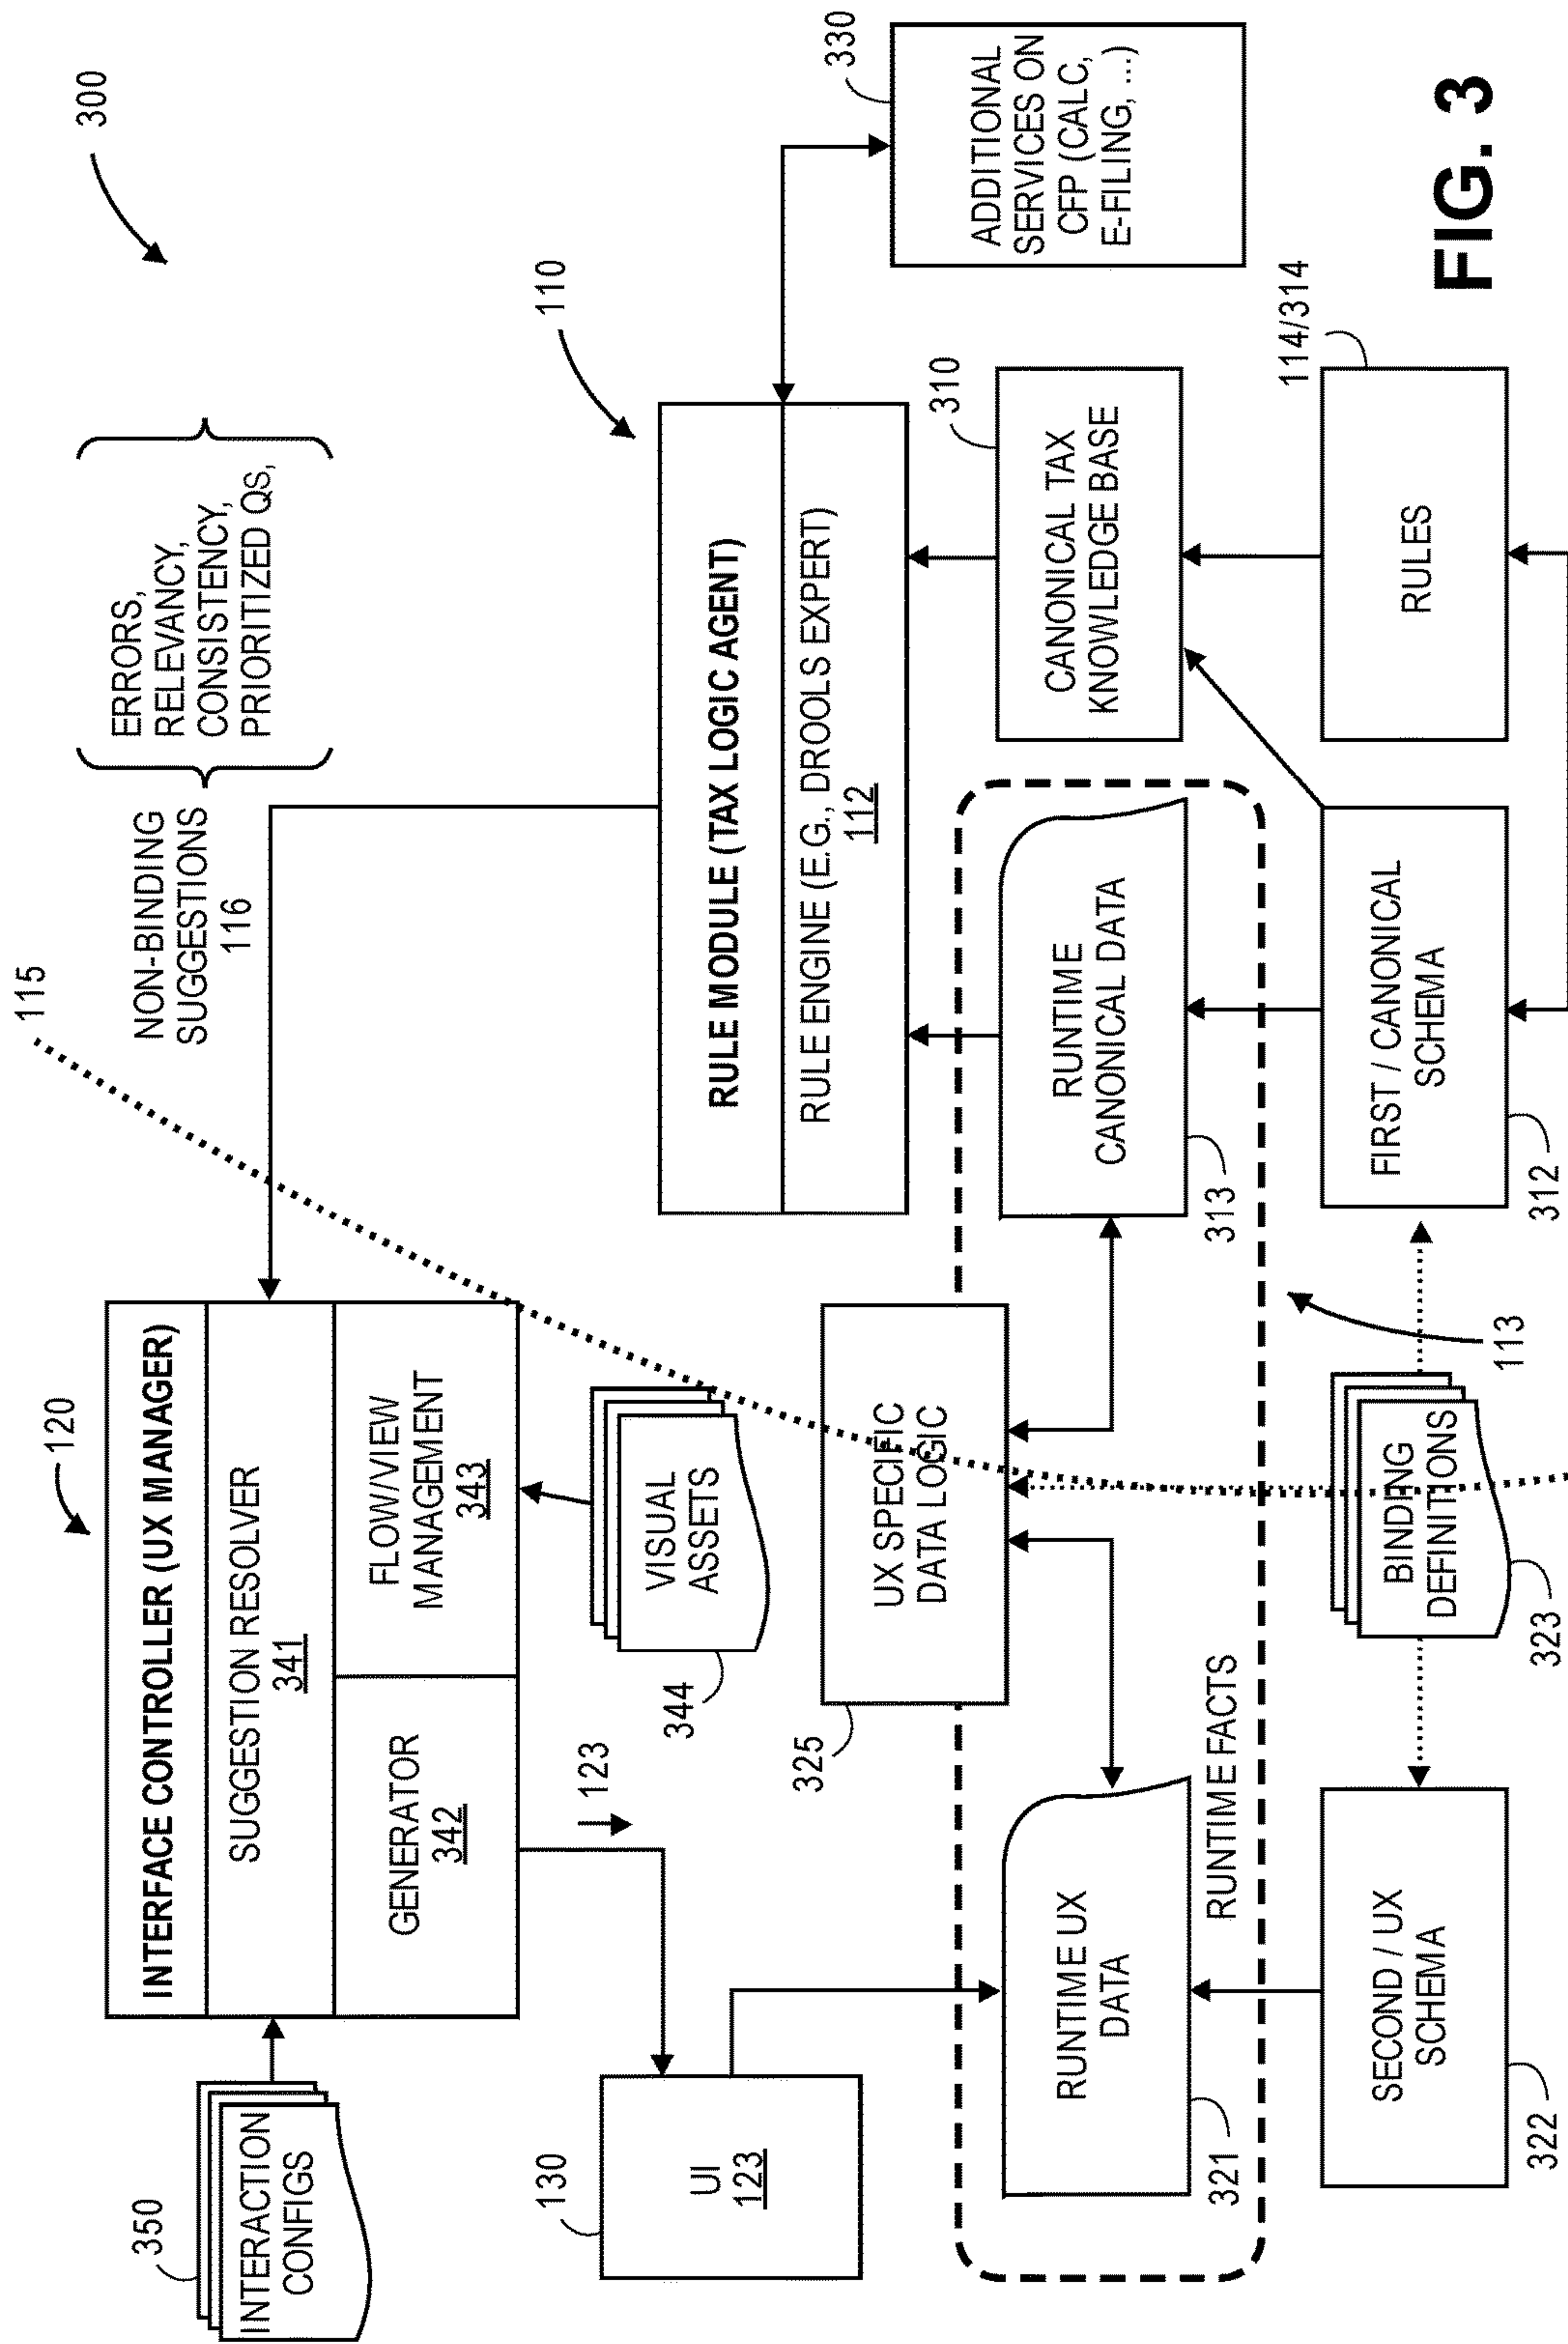 300
115
120
INTERFACE CONTROLLER (UX MANAGER)
SUGGESTION RESOLVER
341
GENERATOR
342
FLOW/VIEW
MANAGEMENT
343
350
INTERACTION
CONFIGS
NON-BINDING
SUGGESTIONS
116
ERRORS,
RELEVANCY,
CONSISTENCY,
PRIORITIZED QS,
123
VISUAL
ASSETS
344
130
UI
123
110
RULE MODULE (TAX LOGIC AGENT)
RULE ENGINE (E.G., DROOLS EXPERT)
112
330
ADDITIONAL
SERVICES ON
CFP (CALC,
E-FILING, ...)
UX SPECIFIC
DATA LOGIC
325
RUNTIME UX
DATA
321
RUNTIME FACTS
RUNTIME
CANONICAL DATA
313
310
CANONICAL TAX
KNOWLEDGE BASE
113
SECOND / UX
SCHEMA
322
BINDING
DEFINITIONS
323
FIRST / CANONICAL
SCHEMA
312
114/314
RULES
FIG. 3